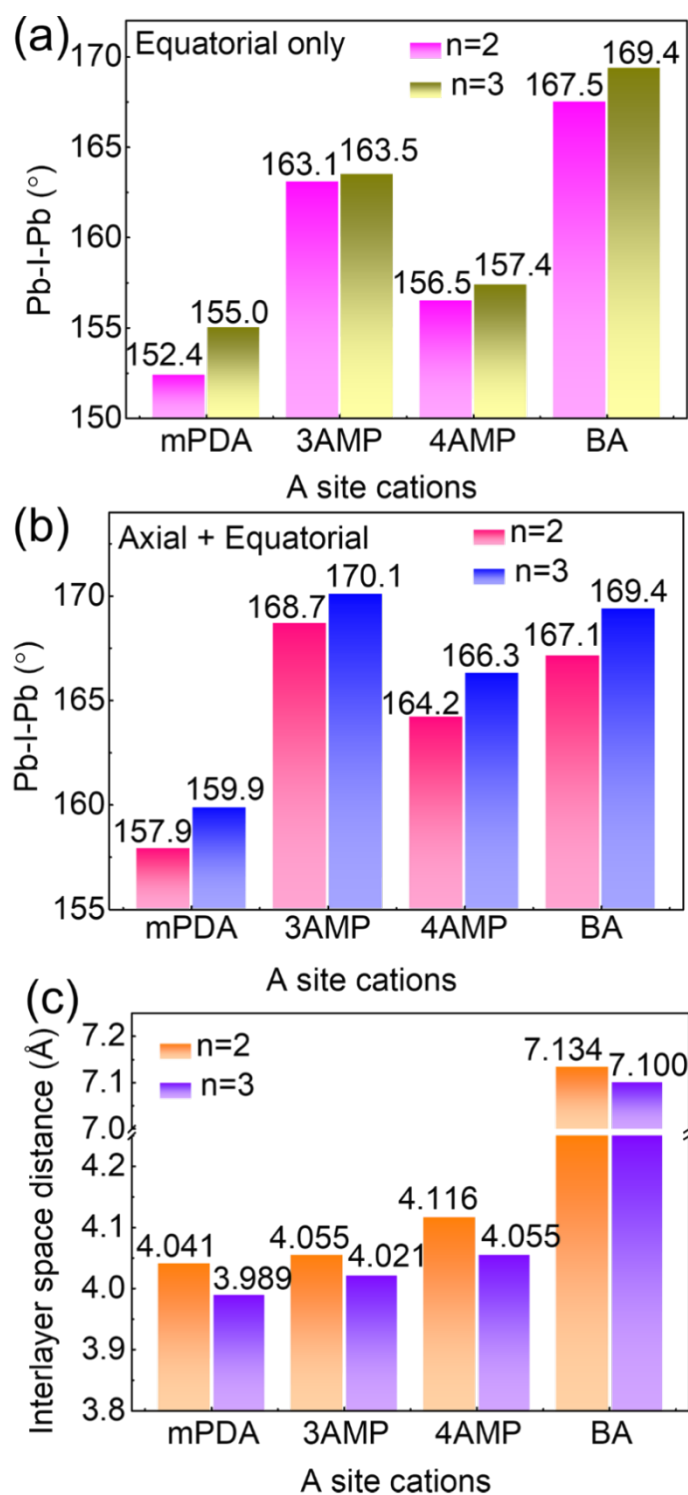 (a)
Equatorial only
n=2
n=3
Pb-I-Pb (°)
170
165
160
155
150
152.4
155.0
163.1
163.5
156.5
157.4
167.5
169.4
mPDA 3AMP 4AMP BA
A site cations
(b)
Axial + Equatorial
n=2
n=3
Pb-I-Pb (°)
170
165
160
155
157.9
159.9
168.7
170.1
164.2
166.3
167.1
169.4
mPDA 3AMP 4AMP BA
A site cations
(c)
n=2
n=3
Interlayer space distance (Å)
7.2
7.1
7.0
4.2
4.1
4.0
3.9
3.8
4.041
3.989
4.055
4.021
4.116
4.055
7.134
7.100
mPDA 3AMP 4AMP BA
A site cations